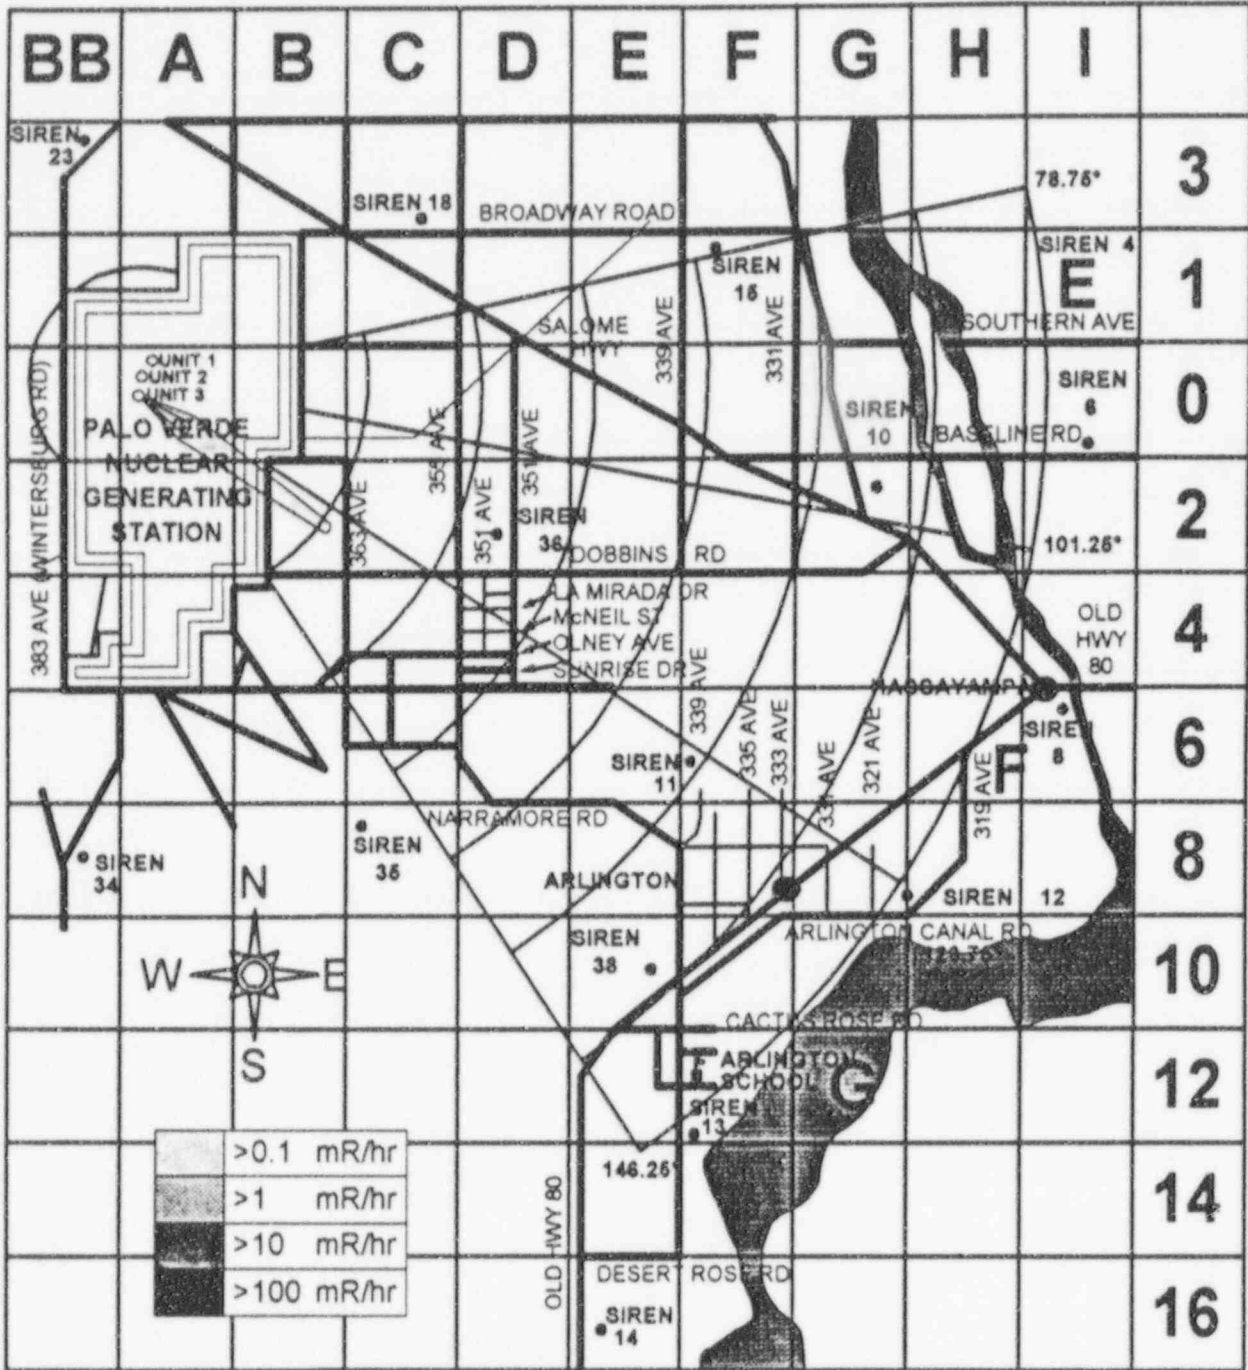 BB A B C D E F G H I
SIREN
23
3
78.75°
SIREN 18
BROADWAY ROAD
SIREN 4
SIREN
15
E
1
SALOME
HWY
339 AVE
331 AVE
SOUTHERN AVE
UNIT 1
UNIT 2
UNIT 3
SIREN
6
0
383 AVE (WINTERSBURG RD)
PALO VERDE
NUCLEAR
GENERATING
STATION
355 AVE
351 AVE
SIREN
10
BASELINE RD
363 AVE
351 AVE
SIREN
36
2
DOBBINS RD
101.25°
LA MIRADA DR
McNEIL ST
OLNEY AVE
SUNRISE DR
OLD
HWY
80
4
339 AVE
HASSAYAMPA
335 AVE
333 AVE
331 AVE
321 AVE
319 AVE
SIREN
8
SIREN
11
F
6
NARRAMORE RD
SIREN
34
SIREN
35
ARLINGTON
SIREN 12
8
N
W E
S
SIREN
38
ARLINGTON CANAL RD
123.75°
10
CACTUS ROSE RD
ARLINGTON
SCHOOL
G
12
SIREN
13
>0.1 mR/hr
>1 mR/hr
>10 mR/hr
>100 mR/hr
146.25°
14
OLD HWY 80
DESERT ROSE RD
SIREN
14
16